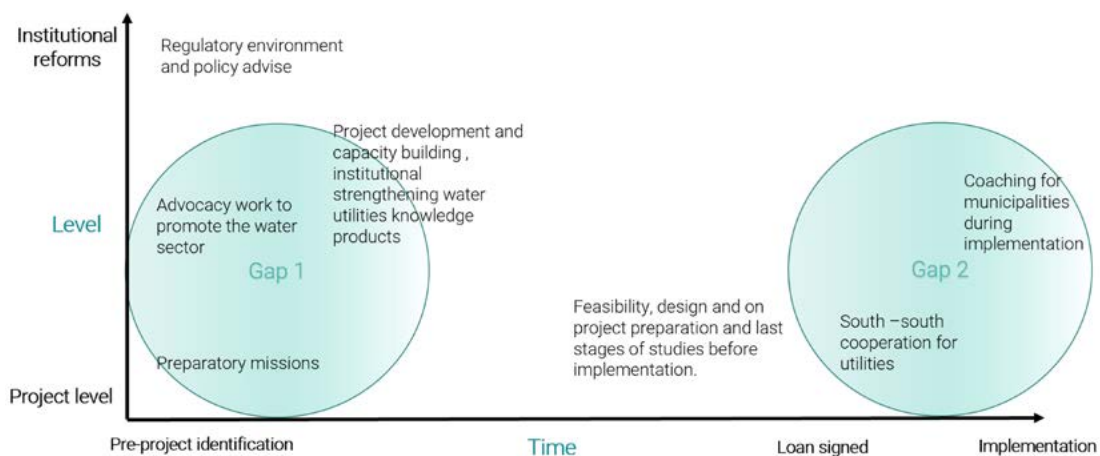 Institutional
reforms
Regulatory environment
and policy advise
Project development and
capacity building ,
institutional
strengthening water
utilities knowledge
products
Advocacy work to
promote the water
sector
Level
Gap 1
Preparatory missions
Project level
Feasibility, design and on
project preparation and last
stages of studies before
implementation.
Coaching for
municipalities
during
implementation
Gap 2
South –south
cooperation for
utilities
Pre-project identification
Time
Loan signed
Implementation